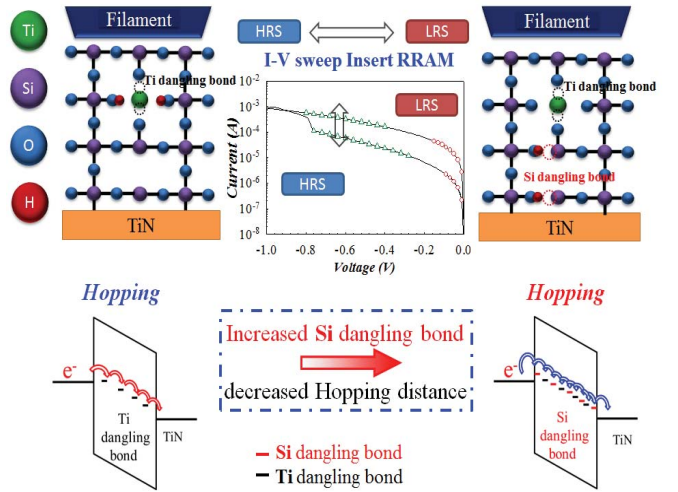 Filament
Ti
Si
O
H
Ti dangling bond
TiN
HRS
LRS
I-V sweep Insert RRAM
10-2
10-3
10-4
10-5
10-6
10-7
10-8
Current (A)
LRS
HRS
-1.0 -0.8 -0.6 -0.4 -0.2 0.0
Voltage (V)
Filament
Ti dangling bond
Si dangling bond
TiN
Hopping
e-
Ti
dangling
bond
TiN
Increased Si dangling bond
decreased Hopping distance
Si dangling bond
Ti dangling bond
Hopping
e-
Si
dangling
bond
TiN